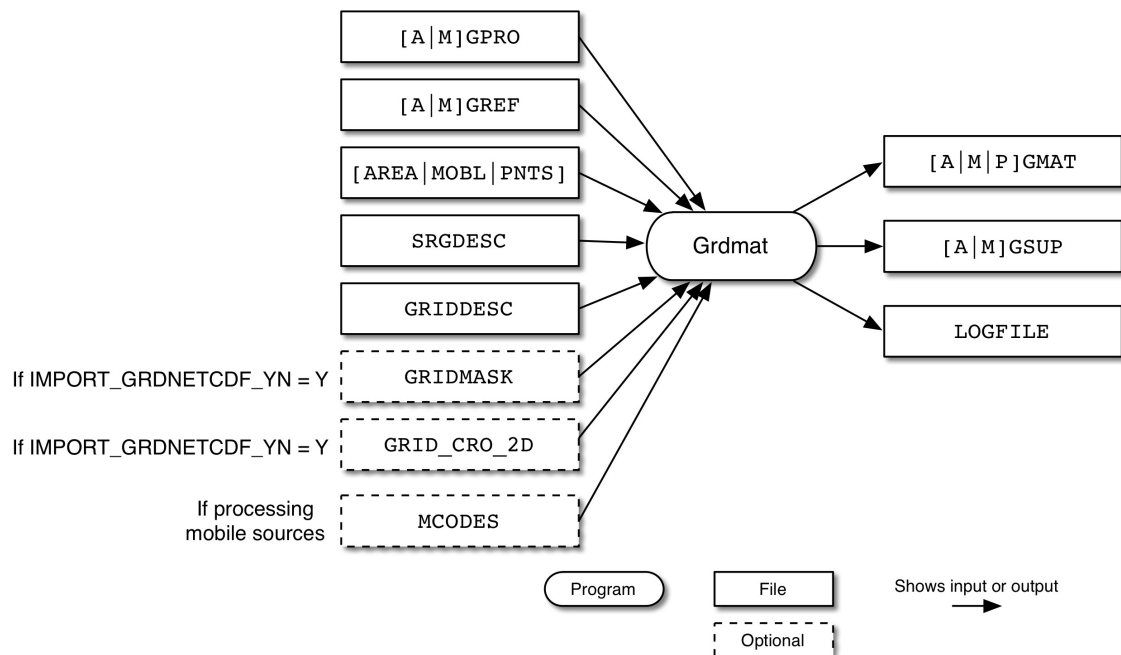 [A|M]GPRO
[A|M]GREF
[AREA|MOBL|PNTS]
SRGDESC
GRIDDESC
If IMPORT_GRDNETCDF_YN = Y
GRIDMASK
If IMPORT_GRDNETCDF_YN = Y
GRID_CRO_2D
If processing
mobile sources
MCODES
Grdmat
[A|M|P]GMAT
[A|M]GSUP
LOGFILE
Program
File
Shows input or output
Optional